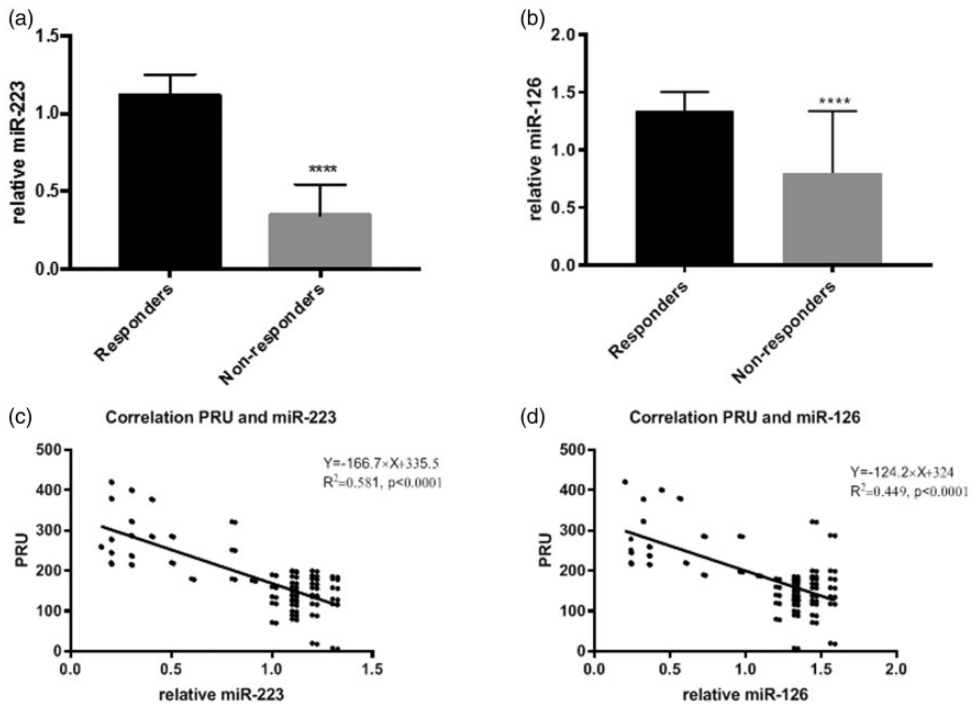 (a)
1.5
1.0
0.5
0.0
relative miR-223
****
Responders
Non-responders
(b)
2.0
1.5
1.0
0.5
0.0
relative miR-126
****
Responders
Non-responders
(c)
Correlation PRU and miR-223
Y=-166.7×X+335.5
R²=0.581, p<0.0001
500
400
300
200
100
0
PRU
0.0
0.5
1.0
1.5
relative miR-223
(d)
Correlation PRU and miR-126
Y=-124.2×X+324
R²=0.449, p<0.0001
500
400
300
200
100
0
PRU
0.0
0.5
1.0
1.5
2.0
relative miR-126